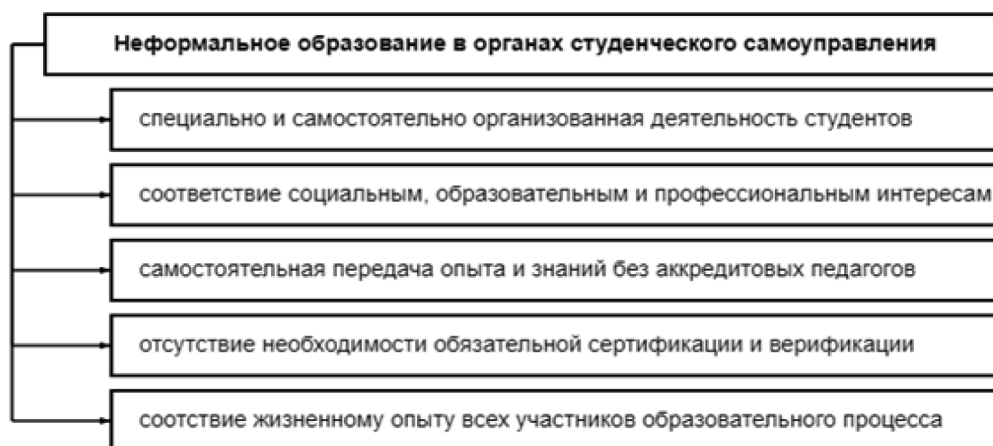 Неформальное образование в органах студенческого самоуправления
специально и самостоятельно организованная деятельность студентов
соответствие социальным, образовательным и профессиональным интересам
самостоятельная передача опыта и знаний без аккредитовых педагогов
отсутствие необходимости обязательной сертификации и верификации
соотствие жизненному опыту всех участников образовательного процесса